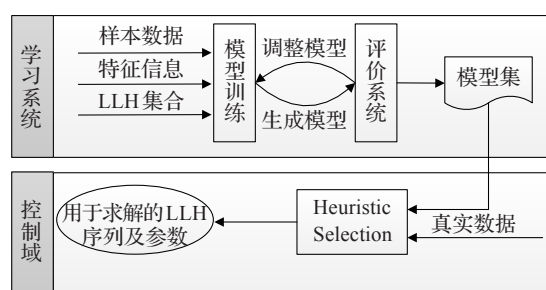 学习系统
样本数据
特征信息
LLH集合
模型训练
调整模型
生成模型
评价系统
模型集
控制域
用于求解的LLH
序列及参数
Heuristic
Selection
真实数据